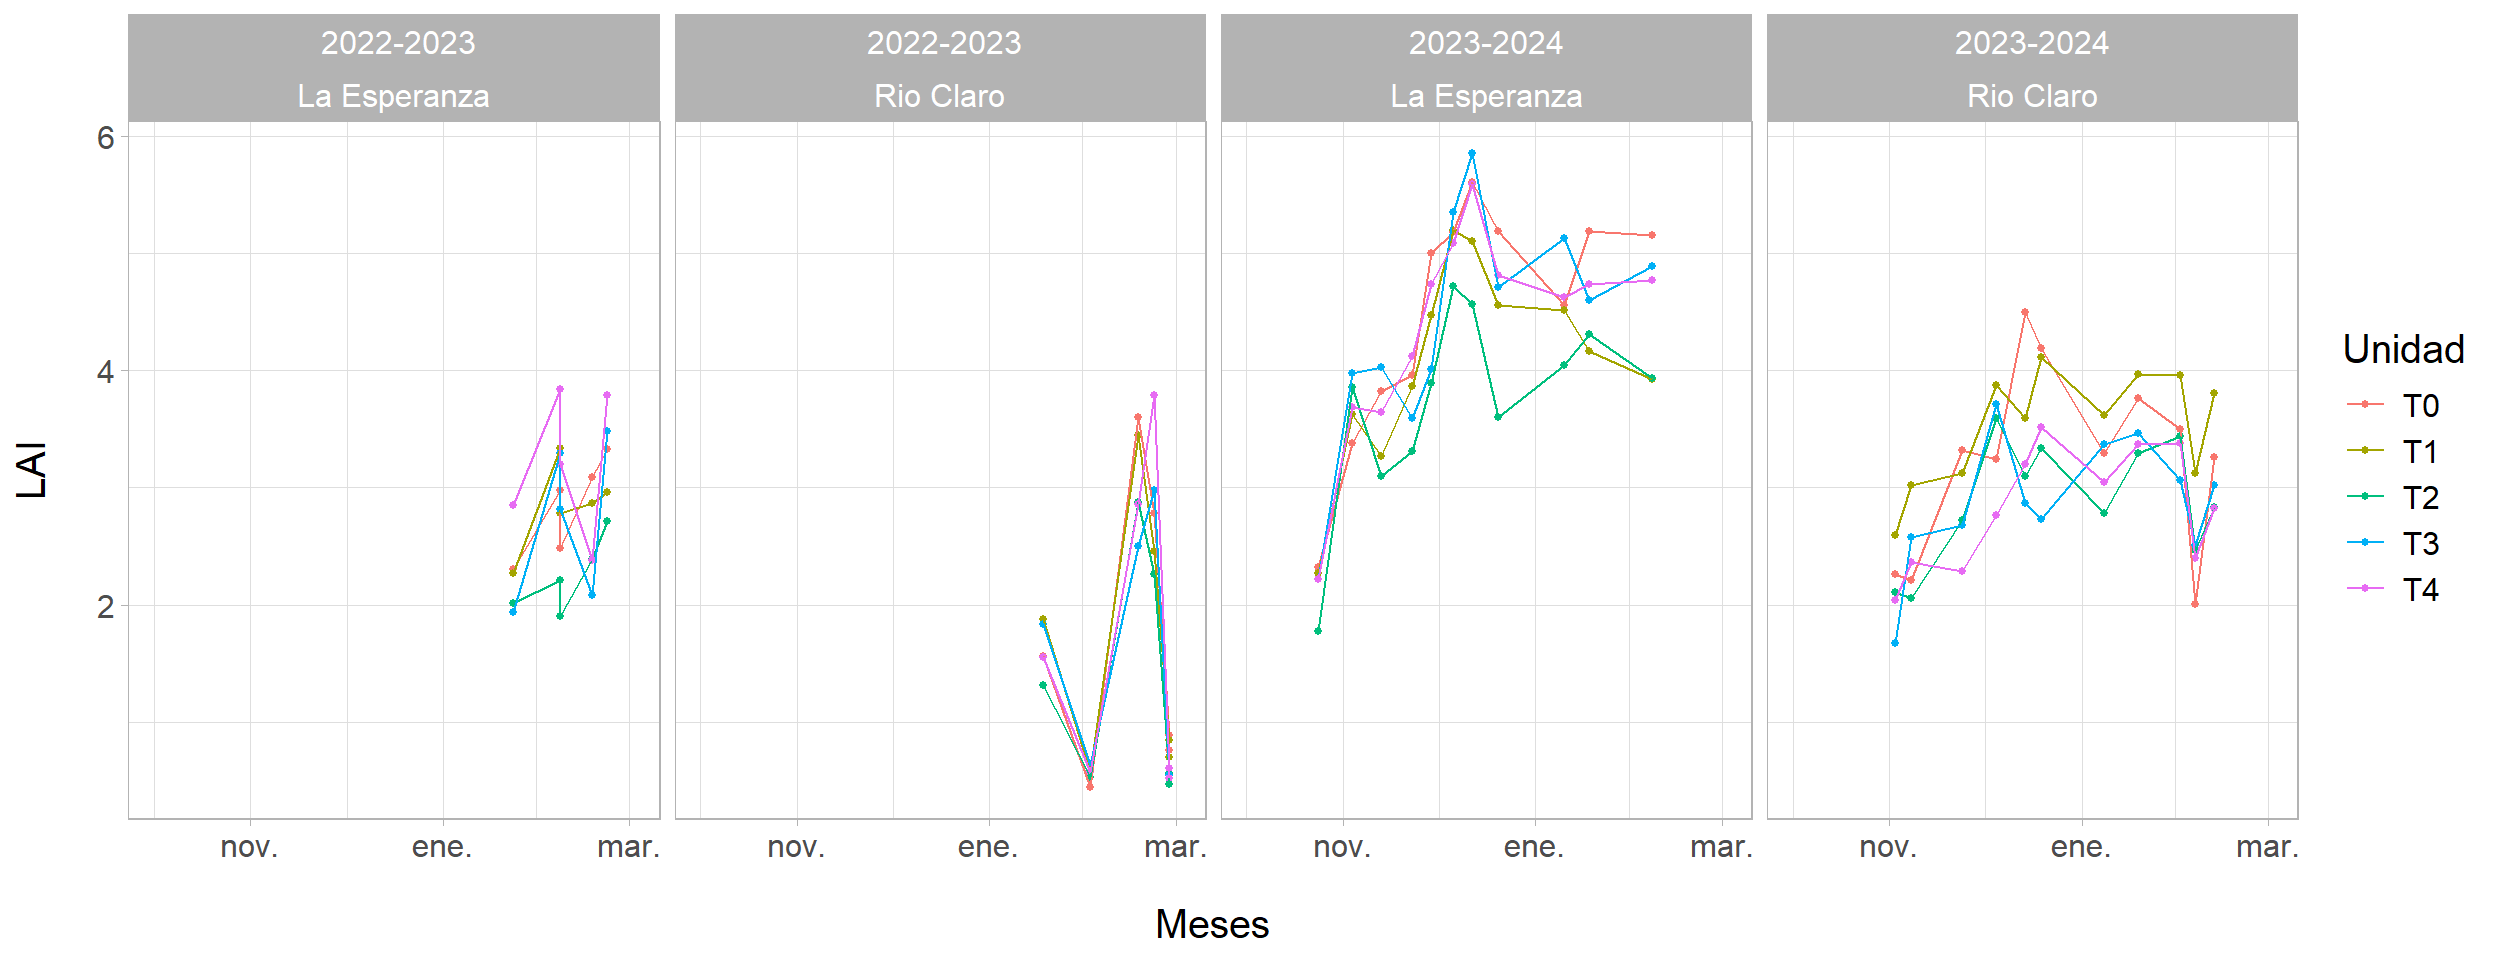 2022-2023
La Esperanza
2022-2023
Rio Claro
2023-2024
La Esperanza
2023-2024
Rio Claro
6
4
2
LAI
nov.
ene.
mar.
nov.
ene.
mar.
nov.
ene.
mar.
nov.
ene.
mar.
Meses
Unidad
T0
T1
T2
T3
T4